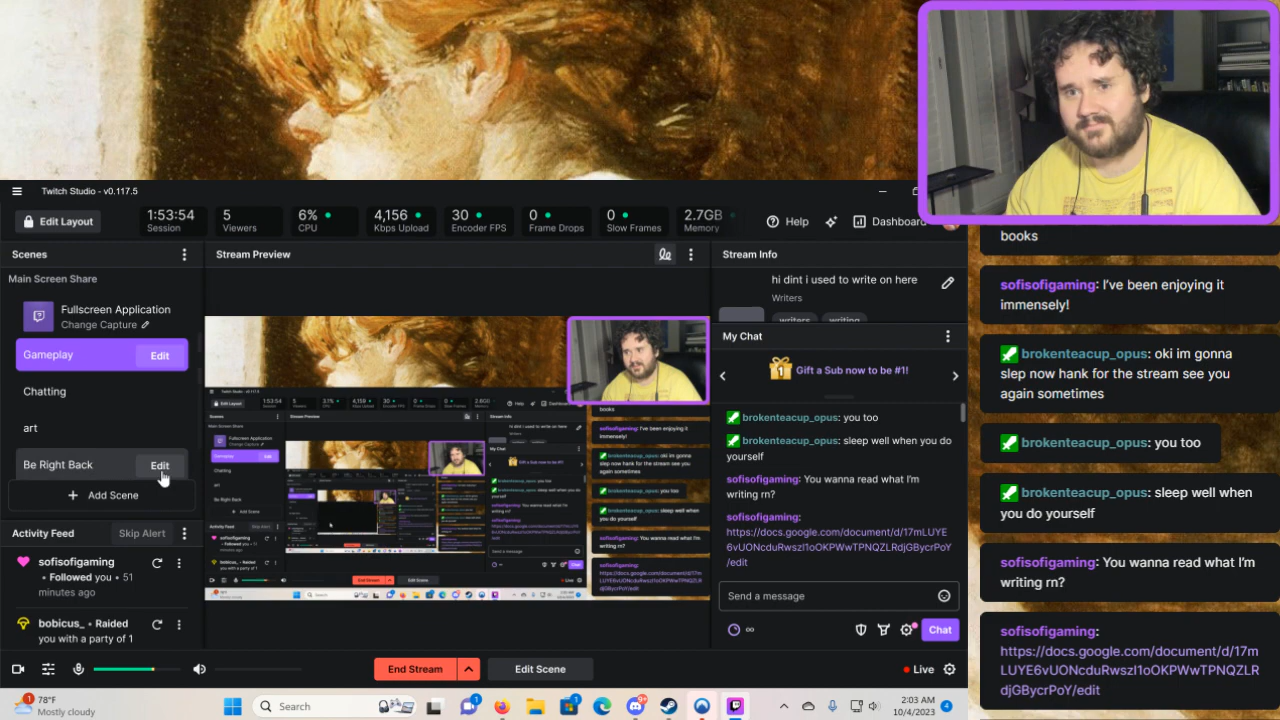 Twitch Studio - v0.117.5
Edit Layout
1:53:54
Session
5
Viewers
6%
CPU
4,156
Kbps Upload
30
Encoder FPS
0
Frame Drops
0
Slow Frames
2.7GB
Memory
Help
Dashboard
Scenes
Main Screen Share
Fullscreen Application
Change Capture
Gameplay
Edit
Chatting
art
Be Right Back
Edit
Add Scene
Activity Feed
Skip Alert
sofisofigaming
• Followed you • 51
minutes ago
bobicus_ • Raided
you with a party of 1
Stream Preview
Stream Info
hi dint i used to write on here
Writers
writers
writing
My Chat
Gift a Sub now to be #1!
brokenteacup_opus: you too
brokenteacup_opus: sleep well when you do
yourself
sofisofigaming: You wanna read what I'm
writing rn?
sofisofigaming:
https://docs.google.com/document/d/17mLUYE
6vUONcduRwszI1oOKPWwTPNQZLRdjGBycrPoY
/edit
Send a message
Chat
End Stream
Edit Scene
Live
books
sofisofigaming: I've been enjoying it
immensely!
brokenteacup_opus: oki im gonna
slep now hank for the stream see you
again sometimes
brokenteacup_opus: you too
brokenteacup_opus: sleep well when
you do yourself
sofisofigaming: You wanna read what I'm
writing rn?
sofisofigaming:
https://docs.google.com/document/d/17m
LUYE6vUONcduRwszI1oOKPWwTPNQZLR
djGBycrPoY/edit
1
78°F
Mostly cloudy
Search
2:03 AM
10/4/2023
4